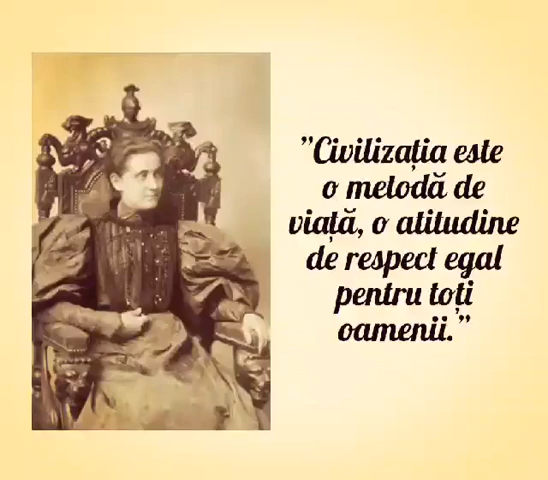 ”Civilizația este
o metodă de
viață, o atitudine
de respect egal
pentru toți
oamenii.”